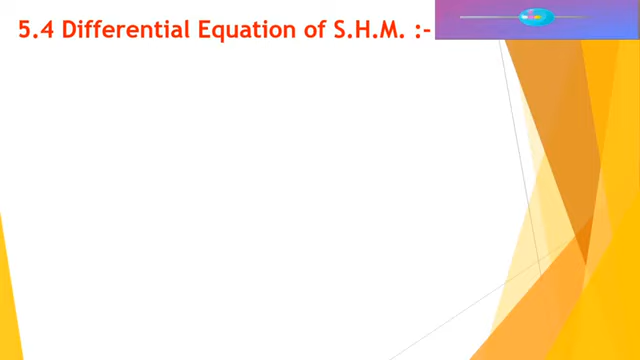 5.4 Differential Equation of S.H.M. :-